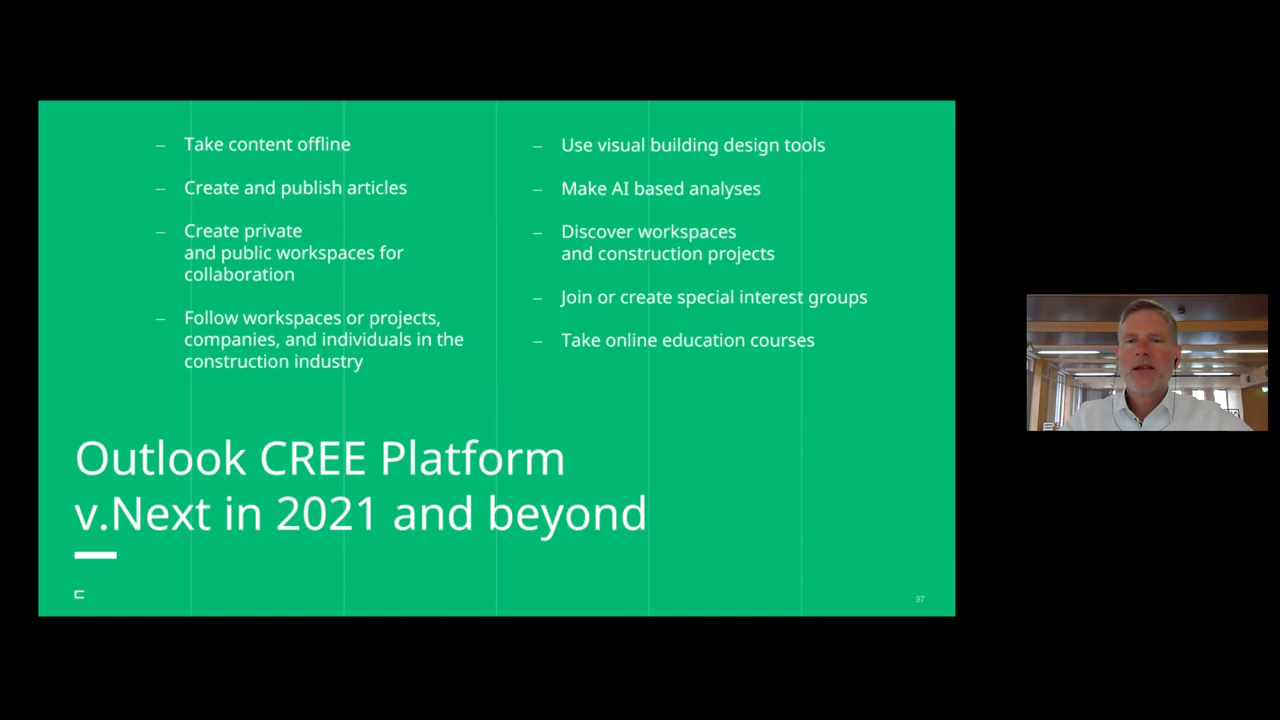 – Take content offline
– Create and publish articles
– Create private
and public workspaces for
collaboration
– Follow workspaces or projects,
companies, and individuals in the
construction industry
– Use visual building design tools
– Make AI based analyses
– Discover workspaces
and construction projects
– Join or create special interest groups
– Take online education courses
Outlook CREE Platform
v.Next in 2021 and beyond
97